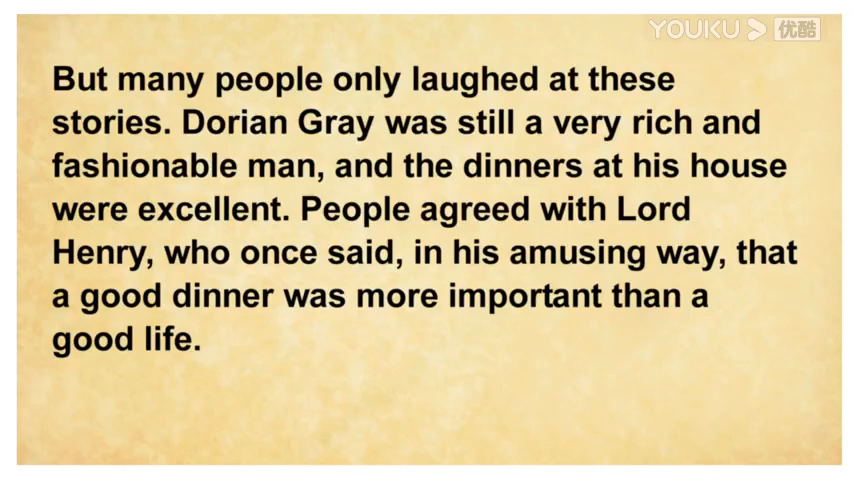 YOUKU 优酷
But many people only laughed at these
stories. Dorian Gray was still a very rich and
fashionable man, and the dinners at his house
were excellent. People agreed with Lord
Henry, who once said, in his amusing way, that
a good dinner was more important than a
good life.